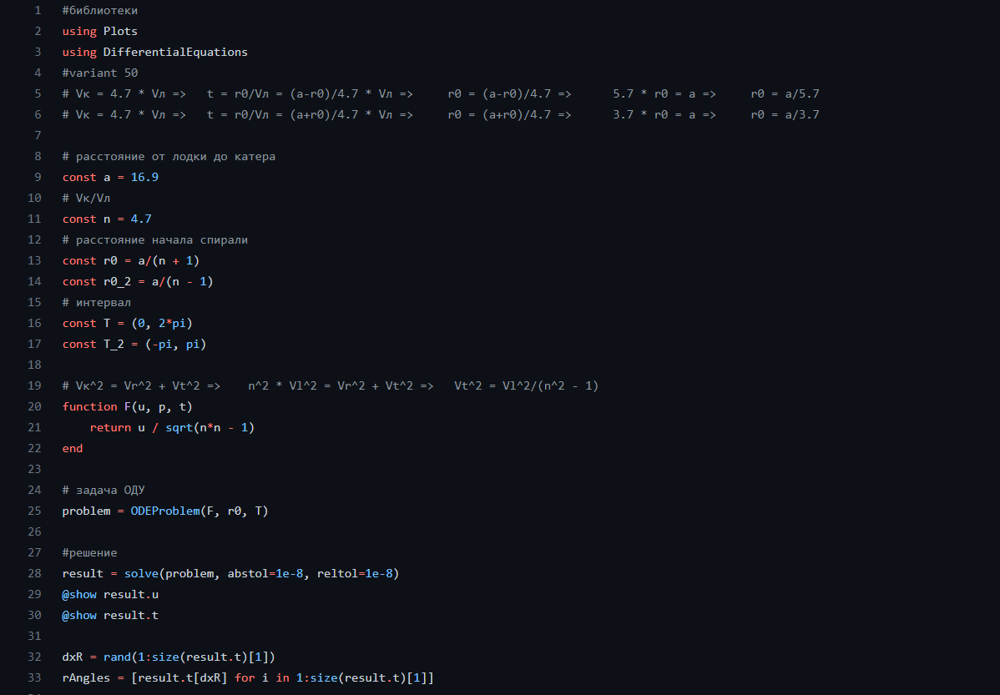 1 #библиотеки
2 using Plots
3 using DifferentialEquations
4 #variant 50
5 # Vк = 4.7 * Vл => t = r0/Vл = (a-r0)/4.7 * Vл => r0 = (a-r0)/4.7 => 5.7 * r0 = a => r0 = a/5.7
6 # Vк = 4.7 * Vл => t = r0/Vл = (a+r0)/4.7 * Vл => r0 = (a+r0)/4.7 => 3.7 * r0 = a => r0 = a/3.7
7
8 # расстояние от лодки до катера
9 const a = 16.9
10 # Vк/Vл
11 const n = 4.7
12 # расстояние начала спирали
13 const r0 = a/(n + 1)
14 const r0_2 = a/(n - 1)
15 # интервал
16 const T = (0, 2*pi)
17 const T_2 = (-pi, pi)
18
19 # Vк^2 = Vr^2 + Vt^2 => n^2 * Vl^2 = Vr^2 + Vt^2 => Vt^2 = Vl^2/(n^2 - 1)
20 function F(u, p, t)
21 return u / sqrt(n*n - 1)
22 end
23
24 # задача ОДУ
25 problem = ODEProblem(F, r0, T)
26
27 #решение
28 result = solve(problem, abstol=1e-8, reltol=1e-8)
29 @show result.u
30 @show result.t
31
32 dxR = rand(1:size(result.t)[1])
33 rAngles = [result.t[dxR] for i in 1:size(result.t)[1]]